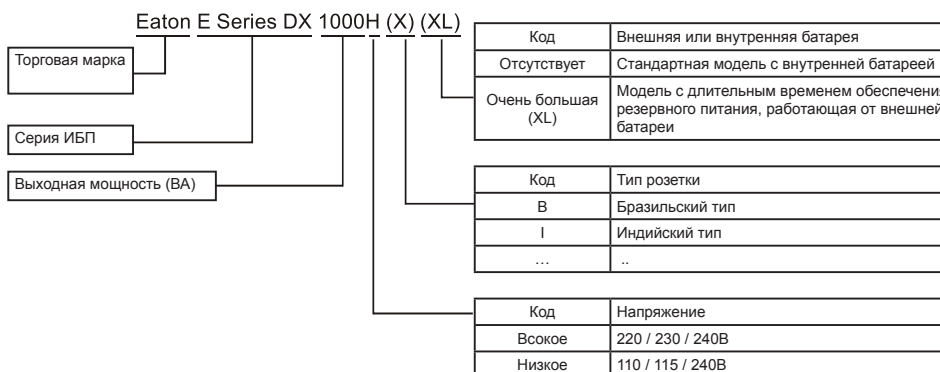 Eaton E Series DX 1000H (X) (XL)
Торговая марка
Серия ИБП
Выходная мощность (ВА)
Код Внешняя или внутренняя батарея
Отсутствует Стандартная модель с внутренней батареей
Очень большая (XL) Модель с длительным временем обеспечения
резервного питания, работающая от внешней
батареи
Код Тип розетки
B Бразильский тип
I Индийский тип
… ..
Код Напряжение
Всокое 220 / 230 / 240В
Низкое 110 / 115 / 240В